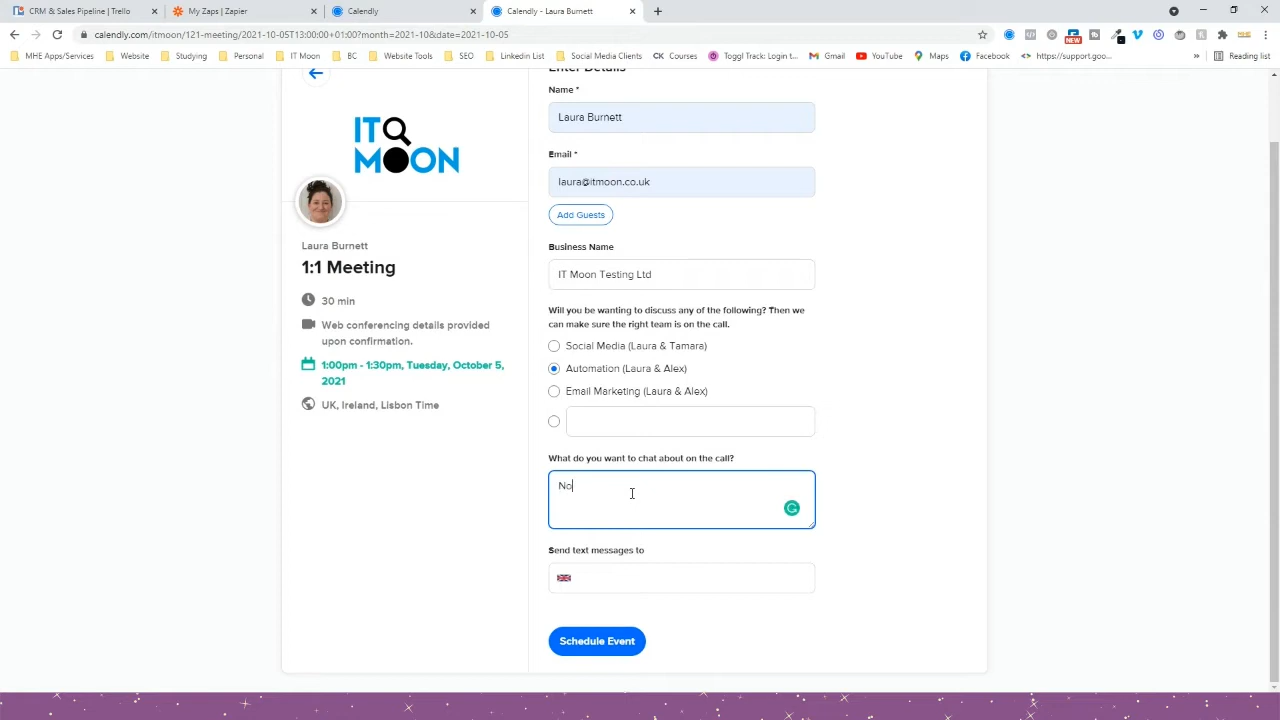 CRM & Sales Pipeline | Trello
My Zaps | Zapier
Calendly
Calendly - Laura Burnett
calendly.com/itmoon/121-meeting/2021-10-05T13:00:00+01:00?month=2021-10&date=2021-10-05
NEW
MHE Apps/Services
Website
Studying
Personal
IT Moon
BC
Website Tools
SEO
Linkedin List
Social Media Clients
CK Courses
Toggl Track: Login t...
Gmail
YouTube
Maps
Facebook
https://support.goo...
»
Reading list
Enter Details
IT
MOON
Laura Burnett
1:1 Meeting
30 min
Web conferencing details provided
upon confirmation.
1:00pm - 1:30pm, Tuesday, October 5,
2021
UK, Ireland, Lisbon Time
Name *
Laura Burnett
Email *
laura@itmoon.co.uk
Add Guests
Business Name
IT Moon Testing Ltd
Will you be wanting to discuss any of the following? Then we
can make sure the right team is on the call.
Social Media (Laura & Tamara)
Automation (Laura & Alex)
Email Marketing (Laura & Alex)
What do you want to chat about on the call?
No
Send text messages to
Schedule Event